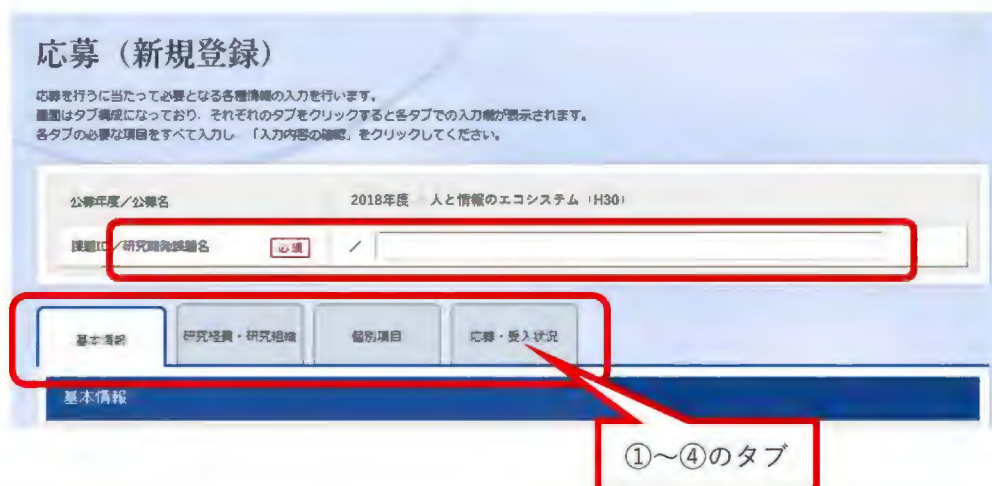 応募（新規登録）
応募を行うに当たって必要となる各種情報の入力を行います。
画面はタブ構成になっており、それぞれのタブをクリックすると各タブでの入力欄が表示されます。
各タブの必要な項目をすべて入力し、「入力内容の確認」をクリックしてください。
公募年度／公募名 2018年度 人と情報のエコシステム（H30）
課題ID／研究開発課題名 必須 ／
基本情報 研究経費・研究組織 個別項目 応募・受入状況
基本情報
①～④のタブ